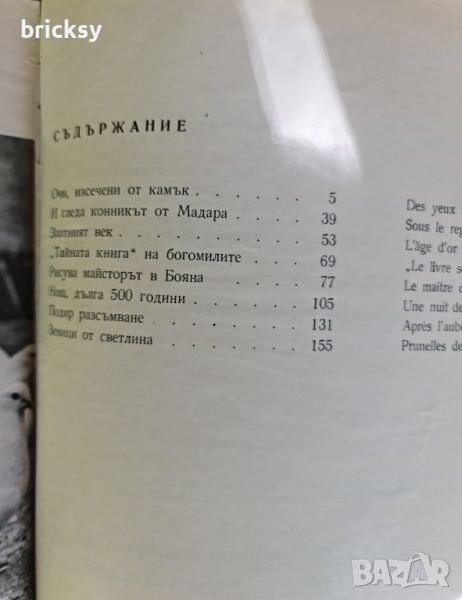 bricksy
СЪДЪРЖАНИЕ
Очи, изсечени от камък . . . . . . 5
И гледа конникът от Мадара . . . . 39
Златният век . . . . . . . . 53
„Тайната книга“ на богомилите . . . . 69
Рисува майсторът в Бояна . . . . . 77
Нощ, дълга 500 години . . . . . . 105
Подир разсъмване . . . . . . . 131
Зеници от светлина . . . . . . . 155
Des yeux
Sous le reg
L'âge d'or
„Le livre s
Le maître d
Une nuit de
Après l'aube
Prunelles de
BAZAR